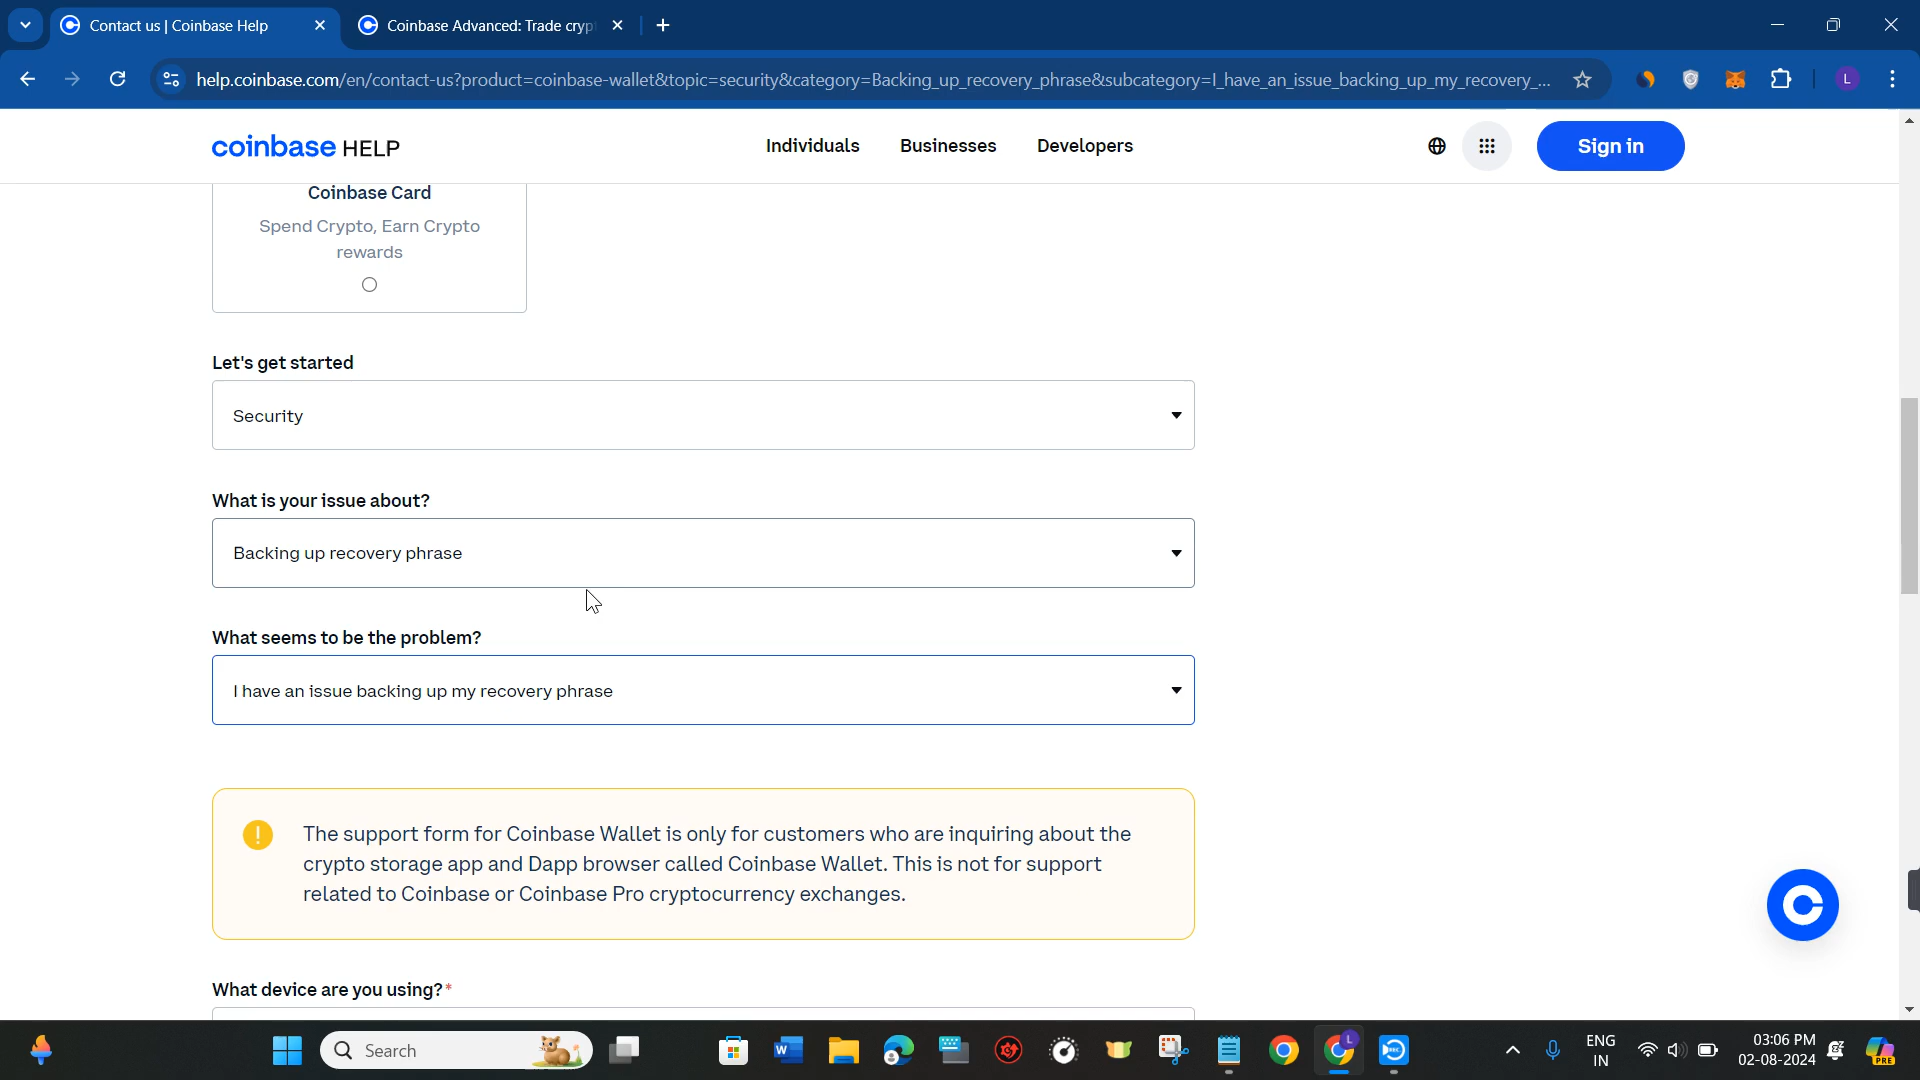 Contact us | Coinbase Help
Coinbase Advanced: Trade cryp
help.coinbase.com/en/contact-us?product=coinbase-wallet&topic=security&category=Backing_up_recovery_phrase&subcategory=I_have_an_issue_backing_up_my_recovery_...
L
coinbase HELP
Individuals
Businesses
Developers
Sign in
Coinbase Card
Spend Crypto, Earn Crypto
rewards
Let's get started
Security
What is your issue about?
Backing up recovery phrase
What seems to be the problem?
I have an issue backing up my recovery phrase
The support form for Coinbase Wallet is only for customers who are inquiring about the
crypto storage app and Dapp browser called Coinbase Wallet. This is not for support
related to Coinbase or Coinbase Pro cryptocurrency exchanges.
What device are you using?*
Search
W
L
REC
ENG
IN
03:06 PM
02-08-2024
PRE